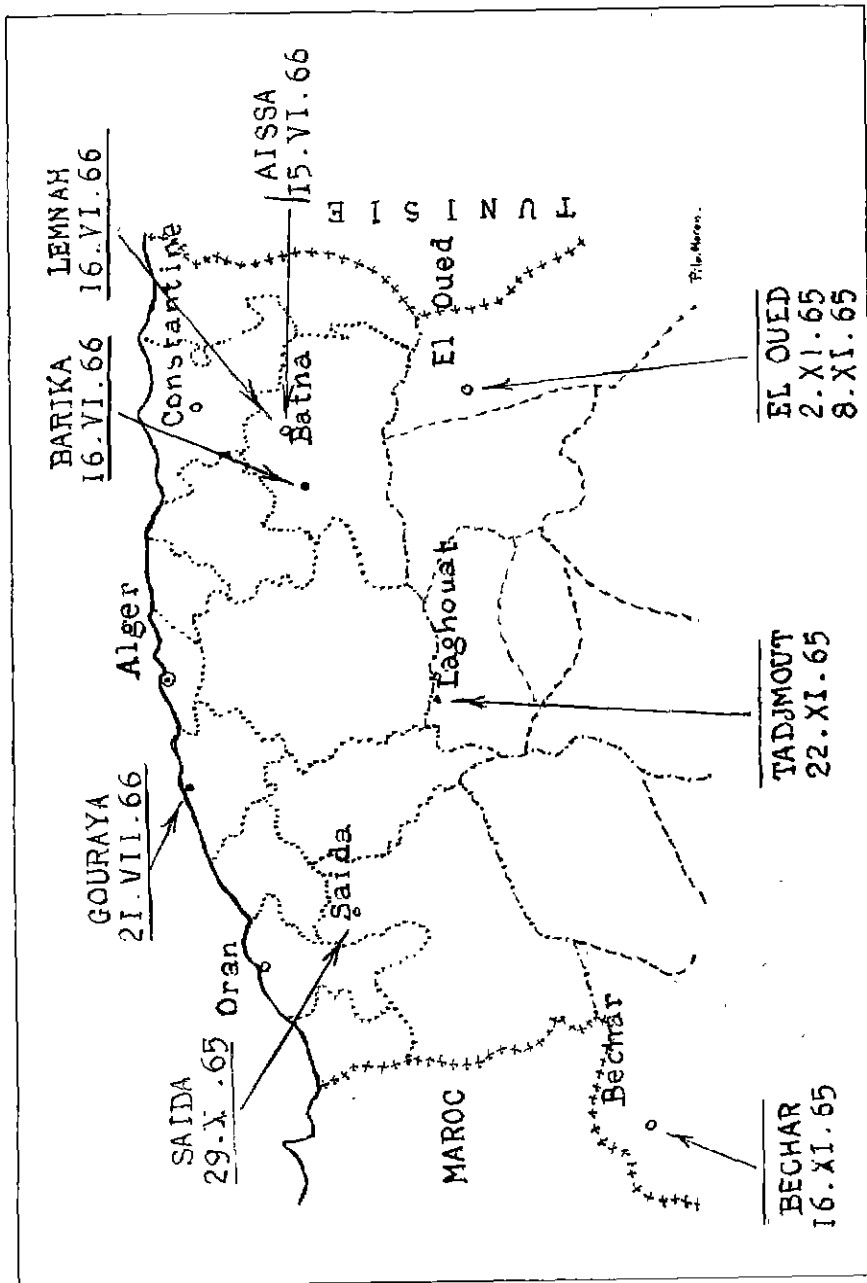 LEMNAH
16.VI.66
BARIKA
16.VI.66
AISSA
15.VI.66
GOURAYA
21.VII.66
Alger
Constantine
Batna
TUNISIE
SAIDA
29.X.65
Oran
Saida
Laghouat
El Oued
MAROC
Bechar
BECHAR
16.XI.65
TADJMOUT
22.XI.65
EL OUED
2.XI.65
8.XI.65